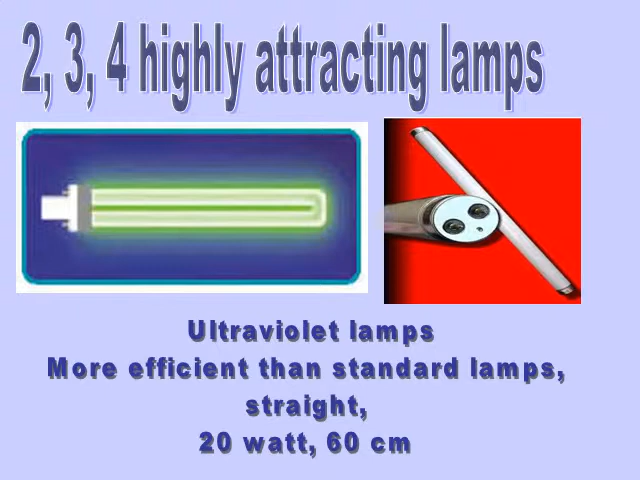 2, 3, 4 highly attracting lamps
Ultraviolet lamps
More efficient than standard lamps,
straight,
20 watt, 60 cm